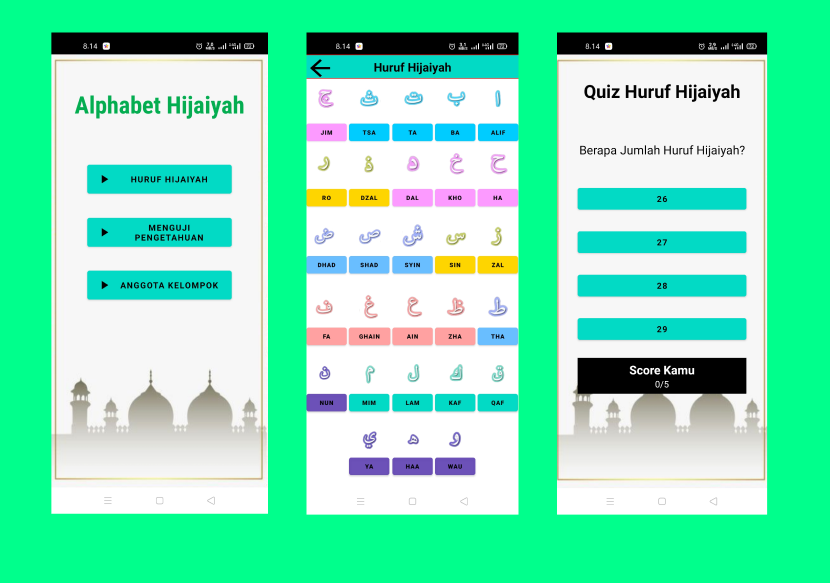 8.14
Alphabet Hijaiyah
HURUF HIJAIYAH
MENGUJI
PENGETAHUAN
ANGGOTA KELOMPOK
8.14
Huruf Hijaiyah
ا ب ت ث ج
JIM TSA TA BA ALIF
ح خ د ذ ر
RO DZAL DAL KHO HA
ز س ش ص ض
DHAD SHAD SYIN SIN ZAL
ط ظ ع غ ف
FA GHAIN AIN ZHA THA
ق ك ل م ن
NUN MIM LAM KAF QAF
و ه ي
YA HAA WAU
8.14
Quiz Huruf Hijaiyah
Berapa Jumlah Huruf Hijaiyah?
26
27
28
29
Score Kamu
0/5